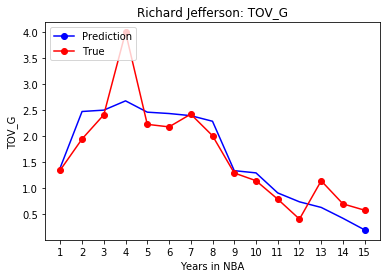 Richard Jefferson: TOV_G
Prediction
True
TOV_G
4.0
3.5
3.0
2.5
2.0
1.5
1.0
0.5
1 2 3 4 5 6 7 8 9 10 11 12 13 14 15
Years in NBA